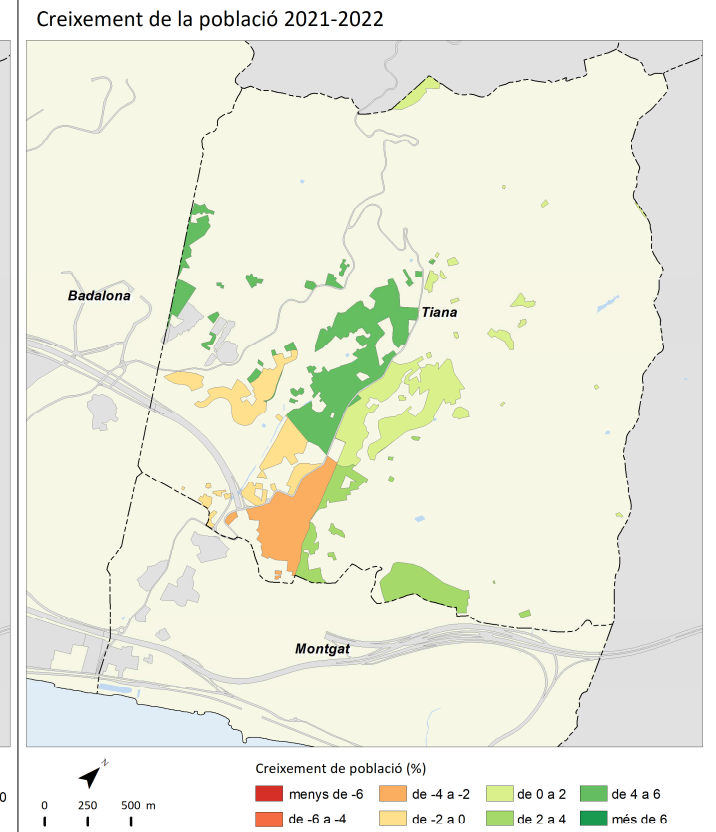 Creixement de la població 2021-2022
Badalona
Tiana
Montgat
N
0
0 250 500 m
Creixement de població (%)
menys de -6
de -4 a -2
de 0 a 2
de 4 a 6
de -6 a -4
de -2 a 0
de 2 a 4
més de 6